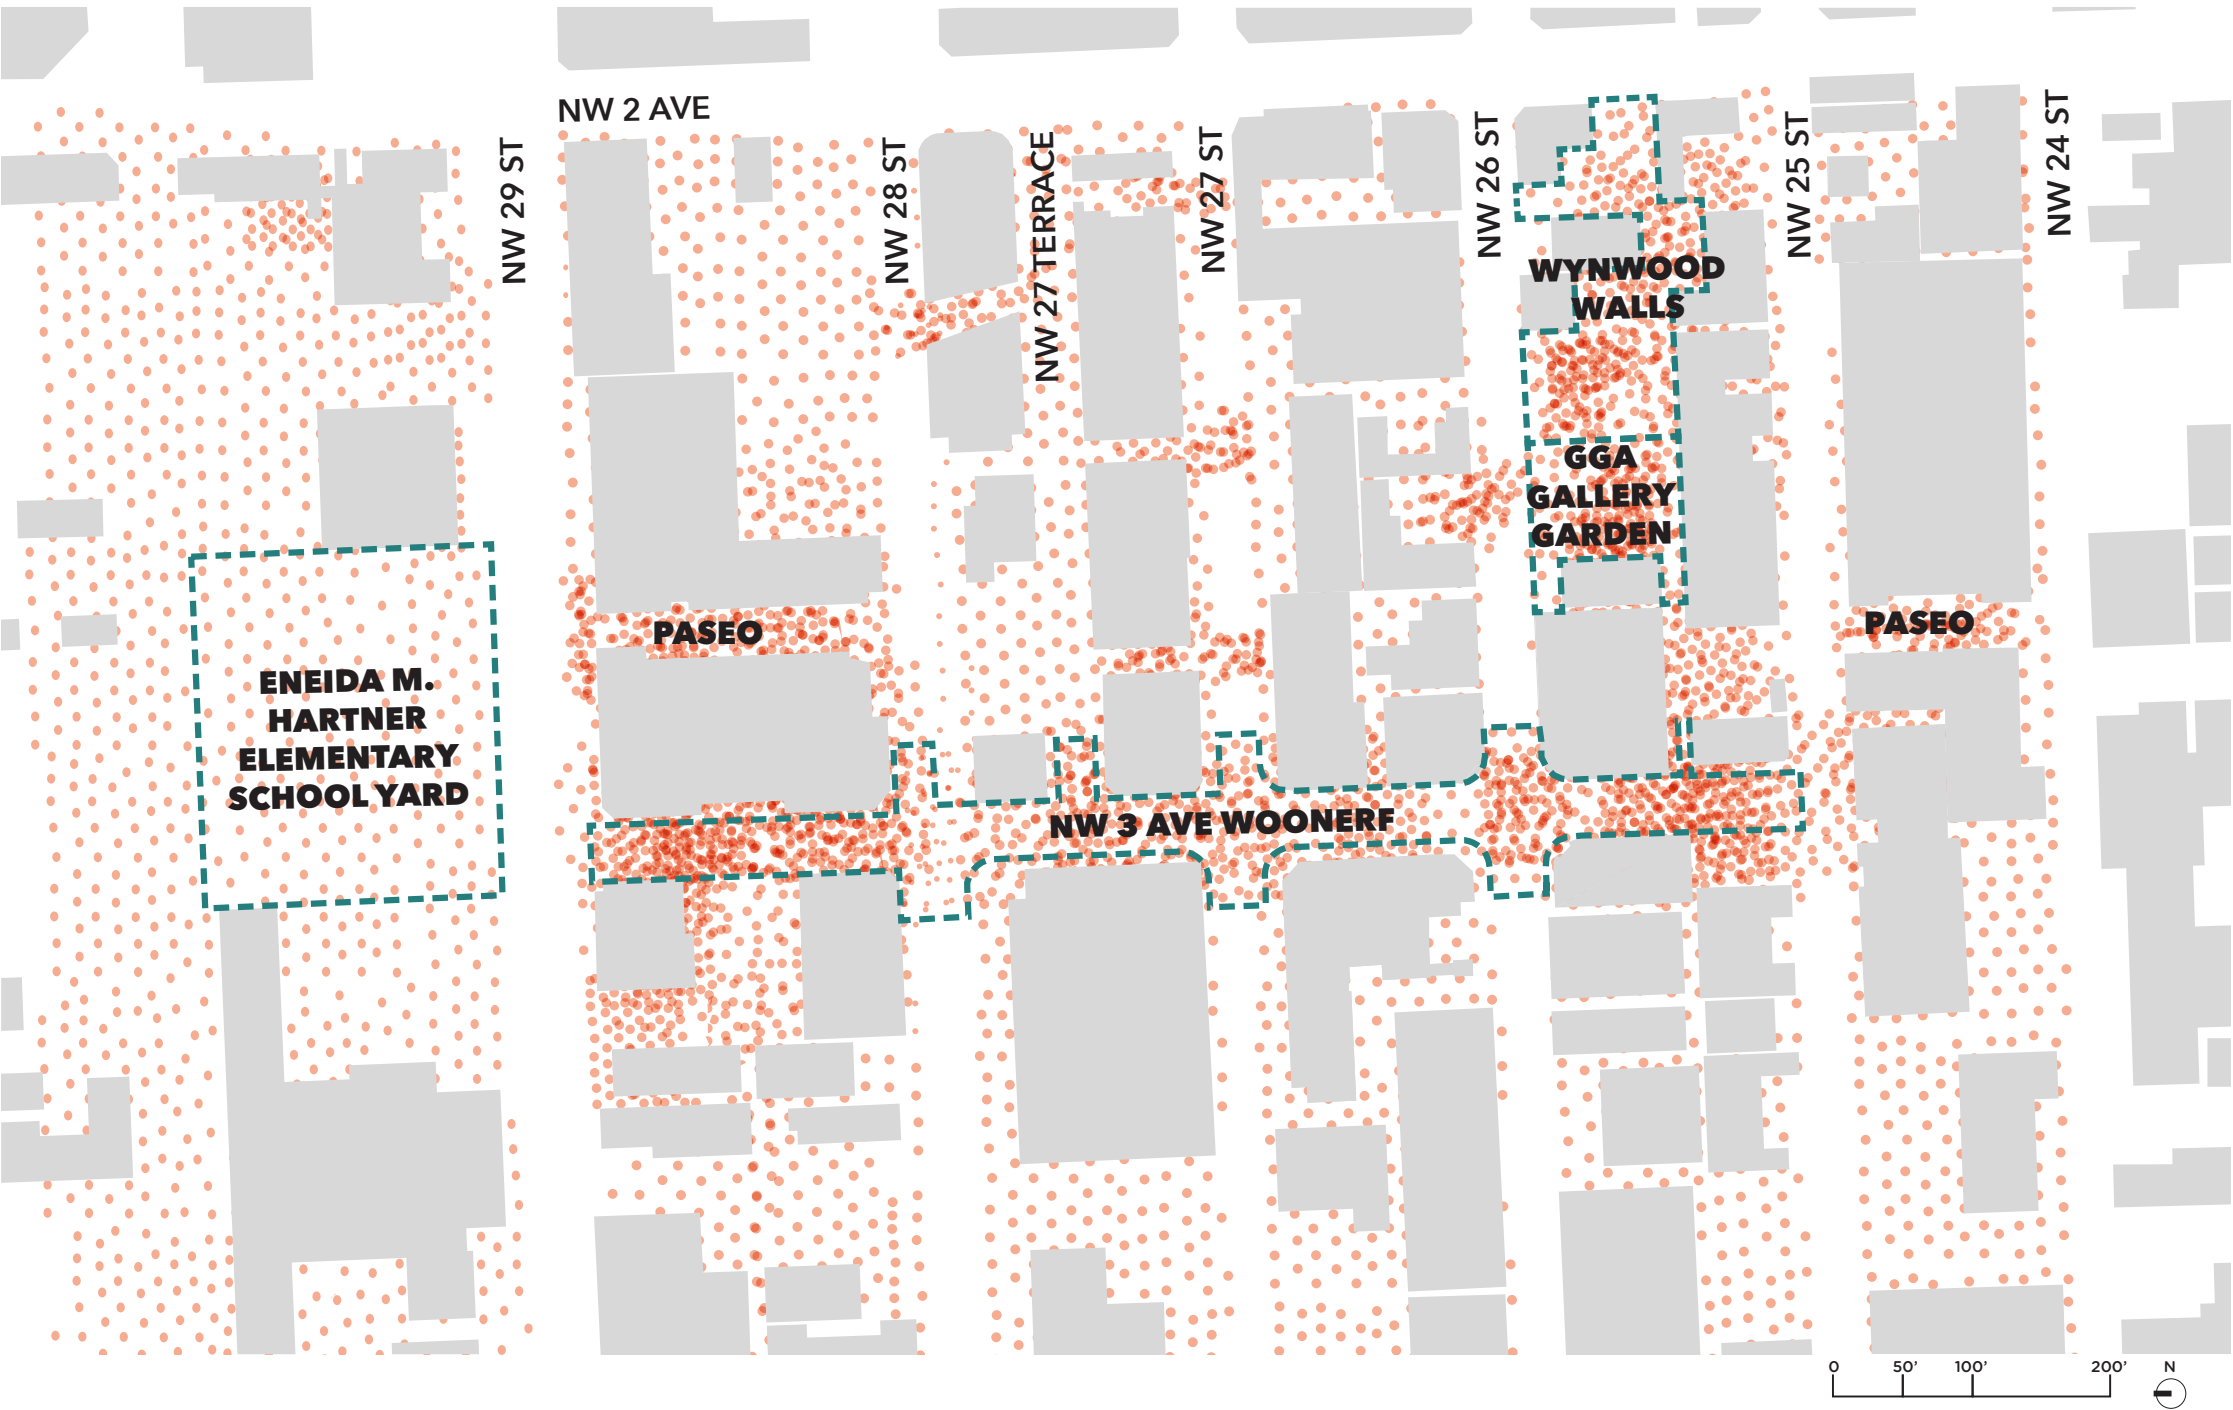 NW 2 AVE
NW 29 ST
NW 28 ST
NW 27 TERRACE
NW 27 ST
NW 26 ST
NW 25 ST
NW 24 ST
WYNWOOD
WALLS
GGA
GALLERY
GARDEN
PASEO
PASEO
ENEIDA M.
HARTNER
ELEMENTARY
SCHOOL YARD
NW 3 AVE WOONERF
0 50’ 100’ 200’ N